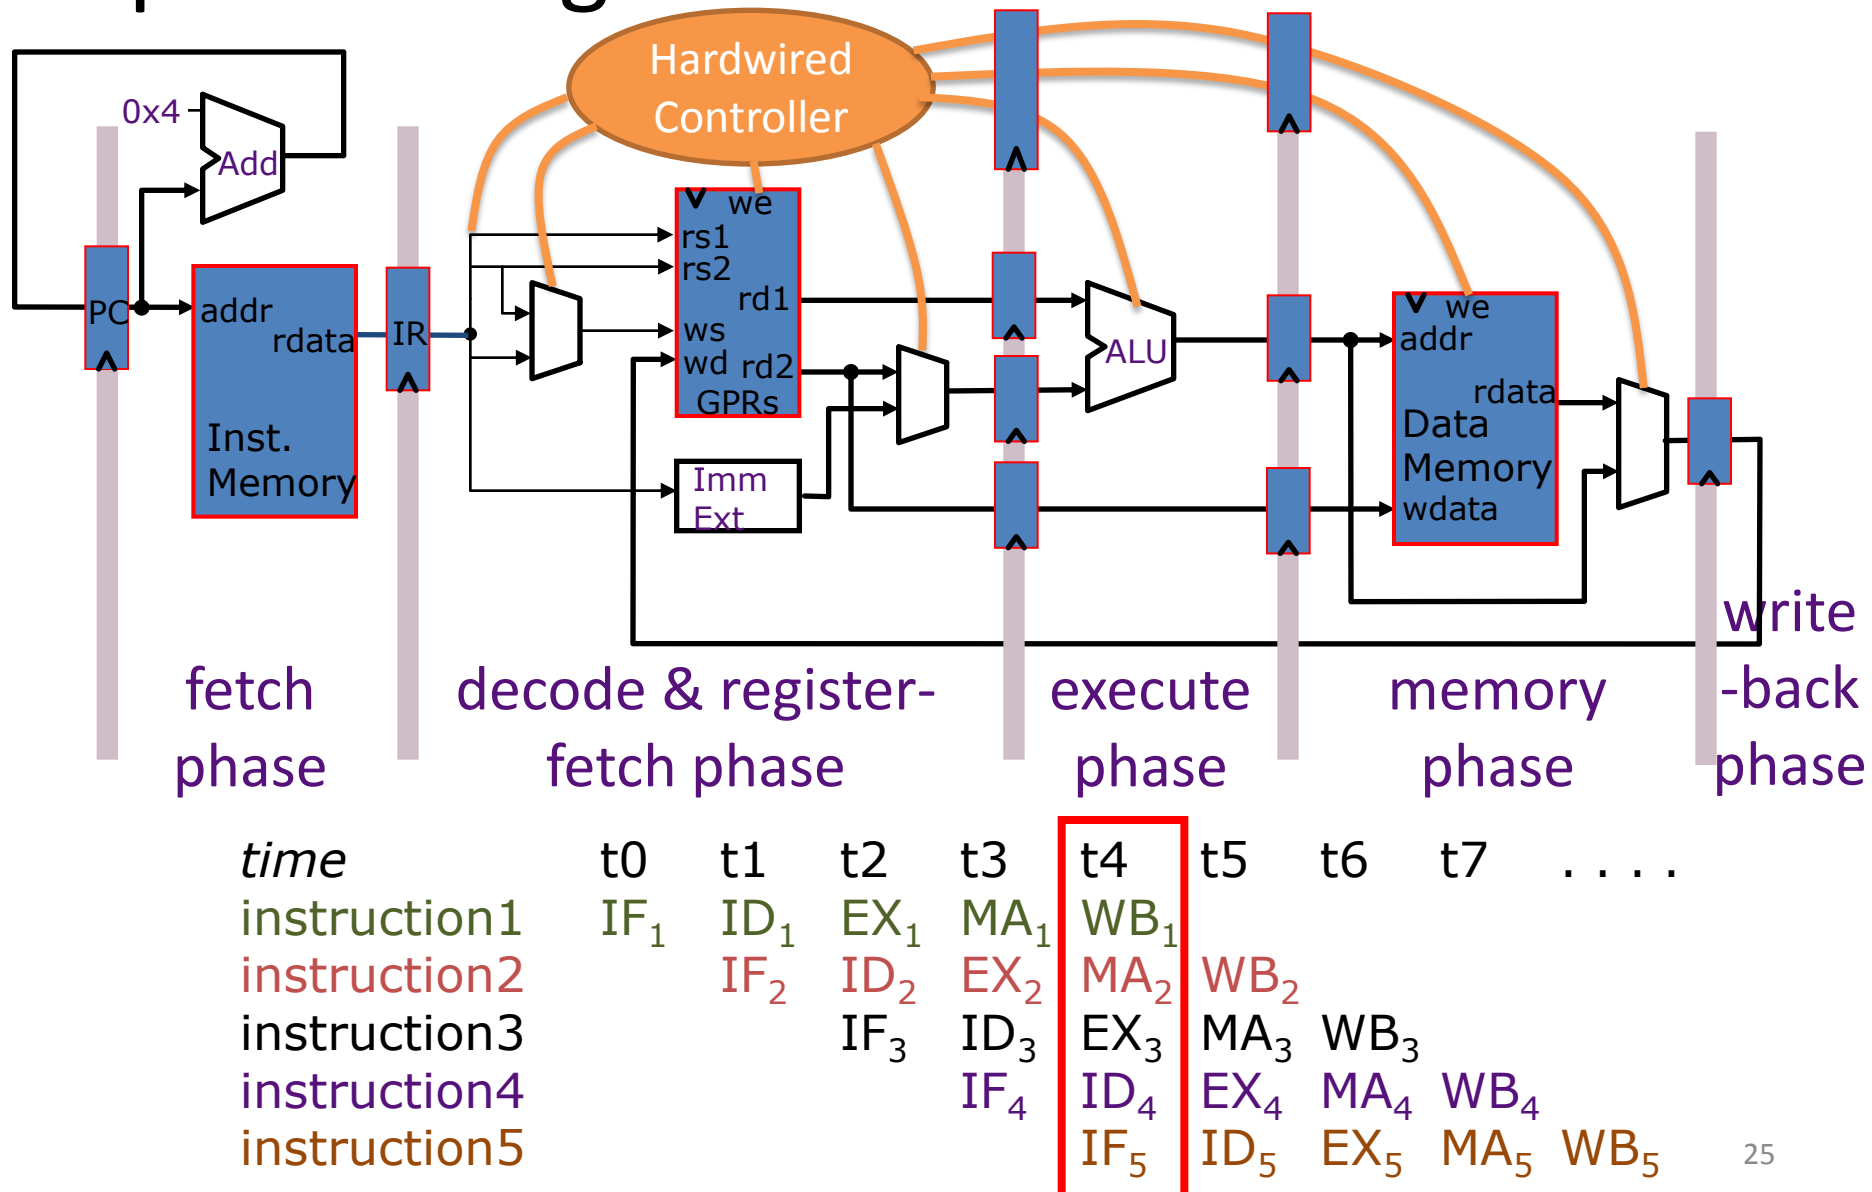 Hardwired
Controller
0x4
Add
PC
addr
rdata
Inst.
Memory
IR
we
rs1
rs2
rd1
ws
wd rd2
GPRs
Imm
Ext
ALU
we
addr
rdata
Data
Memory
wdata
fetch
phase
decode & register-
fetch phase
execute
phase
memory
phase
write
-back
phase
time t0 t1 t2 t3 t4 t5 t6 t7 . . . .
instruction1 IF1 ID1 EX1 MA1 WB1
instruction2 IF2 ID2 EX2 MA2 WB2
instruction3 IF3 ID3 EX3 MA3 WB3
instruction4 IF4 ID4 EX4 MA4 WB4
instruction5 IF5 ID5 EX5 MA5 WB5
25